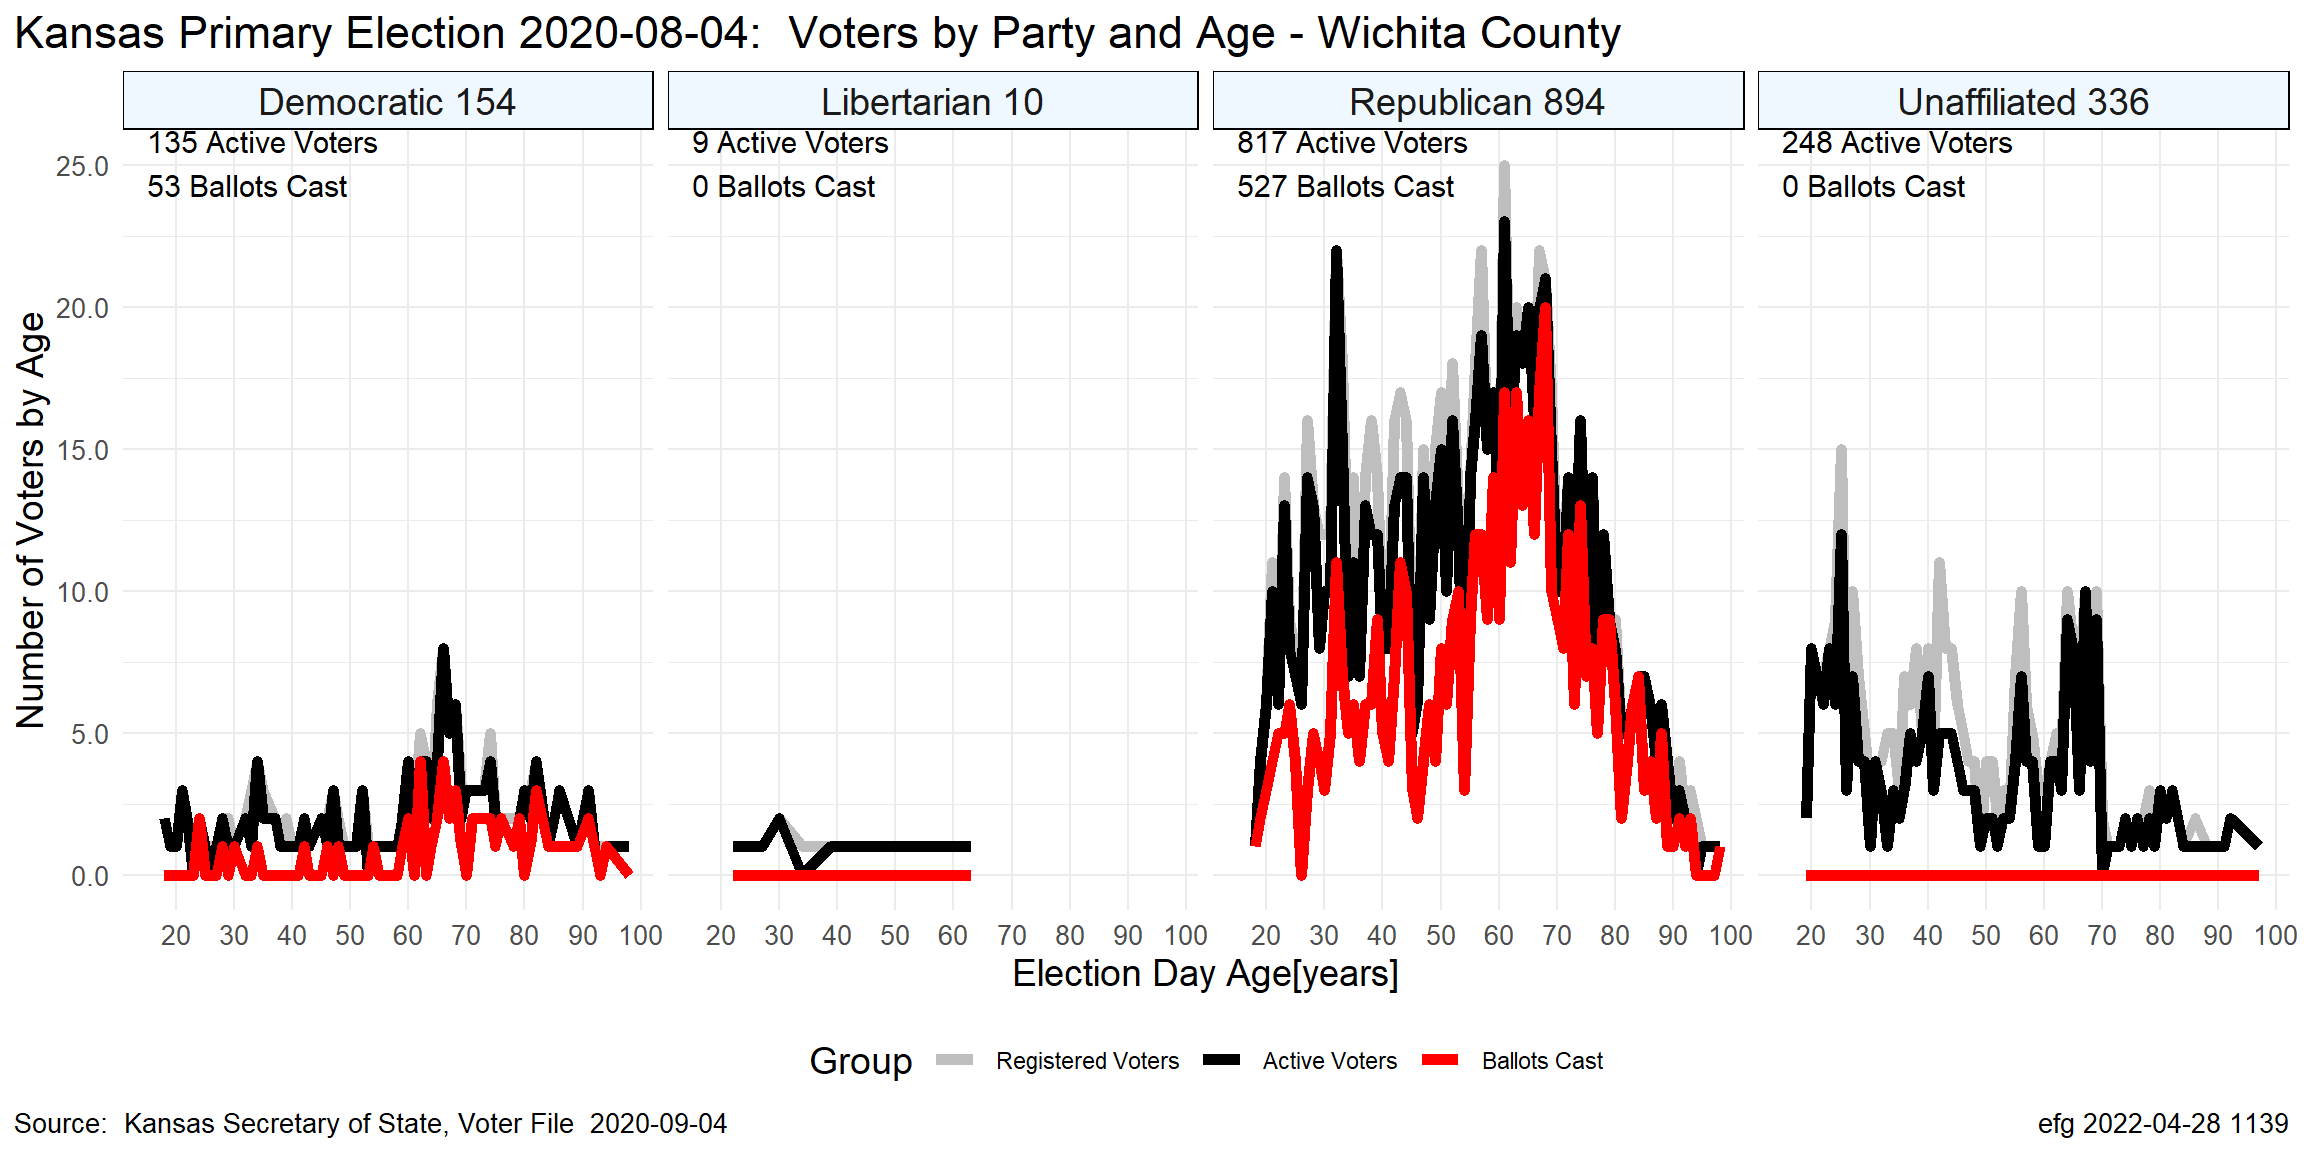 Kansas Primary Election 2020-08-04:  Voters by Party and Age - Wichita County
Democratic 154
Libertarian 10
Republican 894
Unaffiliated 336
135 Active Voters
53 Ballots Cast
9 Active Voters
0 Ballots Cast
817 Active Voters
527 Ballots Cast
248 Active Voters
0 Ballots Cast
Number of Voters by Age
25.0
20.0
15.0
10.0
5.0
0.0
20 30 40 50 60 70 80 90 100
20 30 40 50 60 70 80 90 100
20 30 40 50 60 70 80 90 100
20 30 40 50 60 70 80 90 100
Election Day Age[years]
Group Registered Voters Active Voters Ballots Cast
Source:  Kansas Secretary of State, Voter File  2020-09-04
efg 2022-04-28 1139